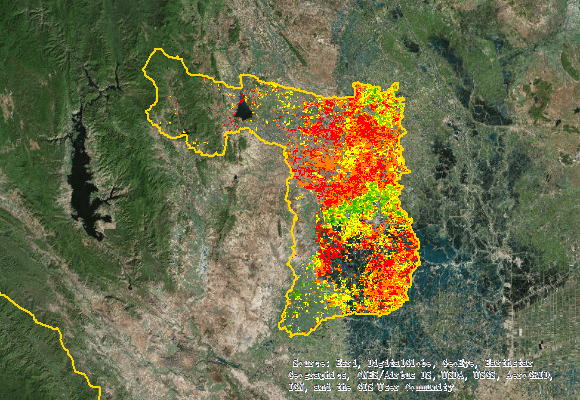 Source: Esri, DigitalGlobe, GeoEye, Earthstar
Geographics, CNES/Airbus DS, USDA, USGS, AeroGRID,
IGN, and the GIS User Community